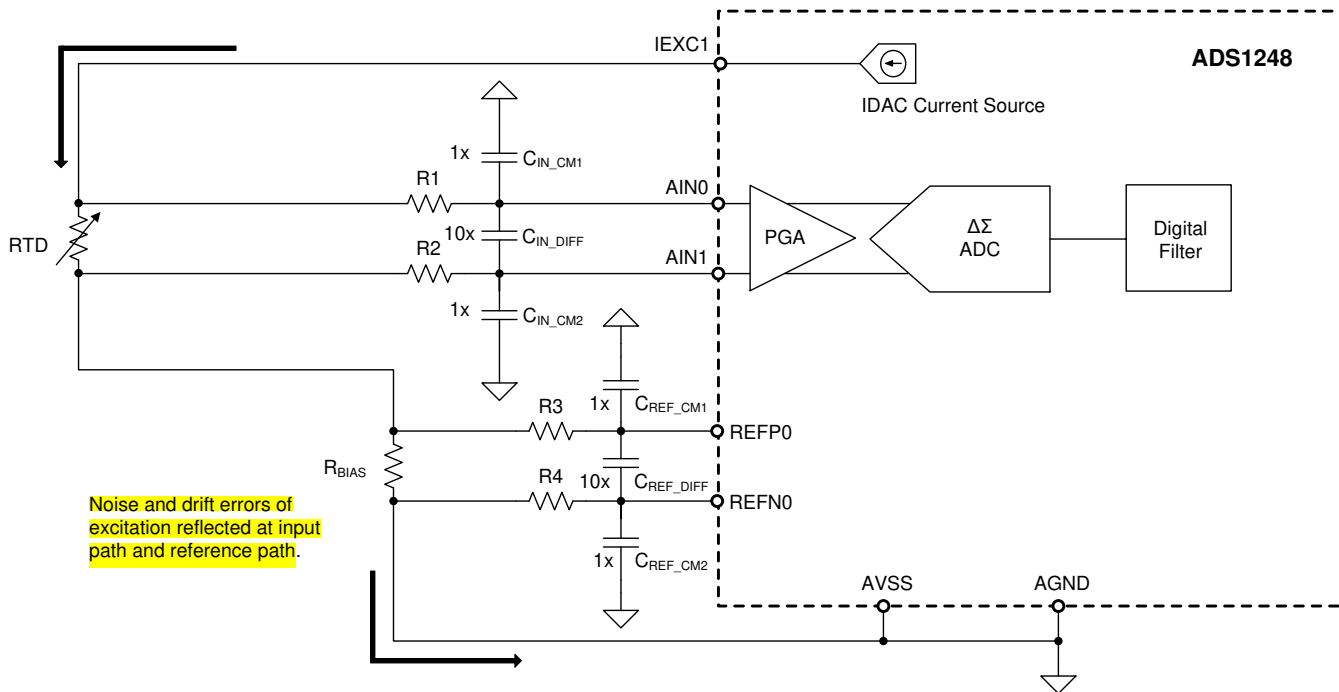 IEXC1
ADS1248
IDAC Current Source
1x
C_IN_CM1
R1
AIN0
RTD
10x
C_IN_DIFF
PGA
ΔΣ
ADC
Digital
Filter
R2
AIN1
1x
C_IN_CM2
R3
1x
C_REF_CM1
REFP0
R_BIAS
R4
10x
C_REF_DIFF
REFN0
Noise and drift errors of
excitation reflected at input
path and reference path.
1x
C_REF_CM2
AVSS
AGND